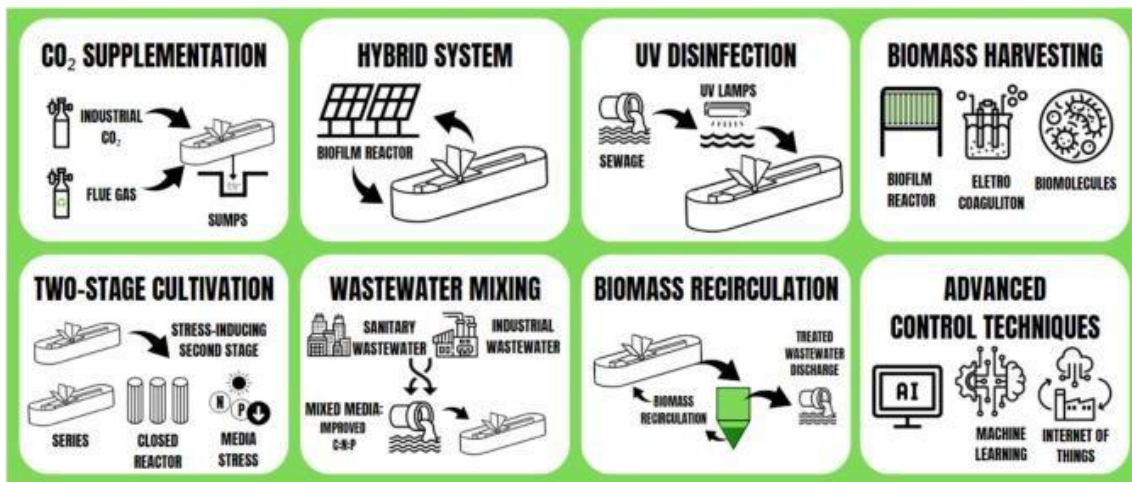 CO₂ SUPPLEMENTATION
INDUSTRIAL
CO₂
FLUE GAS
SUMPS
HYBRID SYSTEM
BIOFILM REACTOR
UV DISINFECTION
UV LAMPS
SEWAGE
BIOMASS HARVESTING
BIOFILM
REACTOR
ELETRO
COAGULITON
BIOMOLECULES
TWO-STAGE CULTIVATION
STRESS-INDUCING
SECOND STAGE
N
P
SERIES
CLOSED
REACTOR
MEDIA
STRESS
WASTEWATER MIXING
SANITARY
WASTEWATER
INDUSTRIAL
WASTEWATER
MIXED MEDIA:
IMPROVED
C:N:P
BIOMASS RECIRCULATION
TREATED
WASTEWATER
DISCHARGE
BIOMASS
RECIRCULATION
ADVANCED
CONTROL TECHNIQUES
AI
MACHINE
LEARNING
INTERNET OF
THINGS